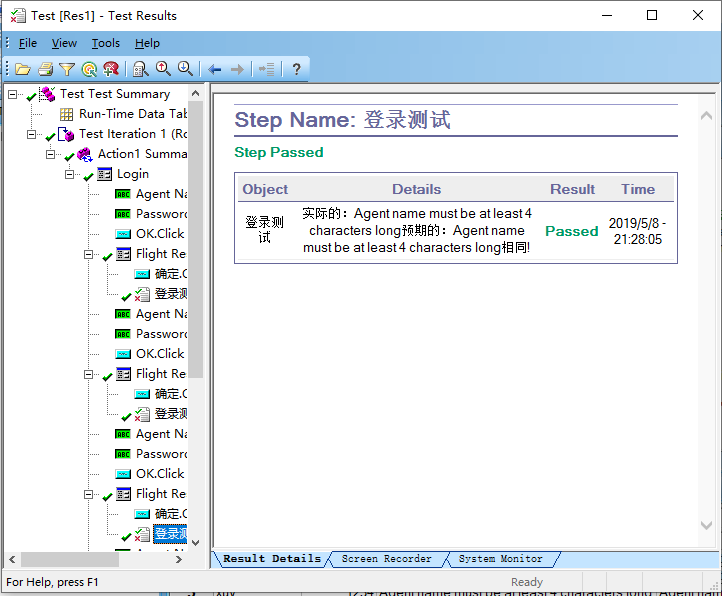 Test [Res1] - Test Results
File View Tools Help
Test Test Summary
Run-Time Data Tab
Test Iteration 1 (Ro
Action1 Summa
Login
Agent Na
Password
OK.Click
Flight Re
确定.C
登录测
Agent Na
Password
OK.Click
Flight Re
确定.C
登录测
Agent Na
Password
OK.Click
Flight Re
确定.C
登录测
Step Name: 登录测试
Step Passed
Object Details Result Time
登录测
试
实际的：Agent name must be at least 4
characters long预期的：Agent name
must be at least 4 characters long相同!
Passed
2019/5/8 -
21:28:05
Result Details Screen Recorder System Monitor
For Help, press F1
Ready